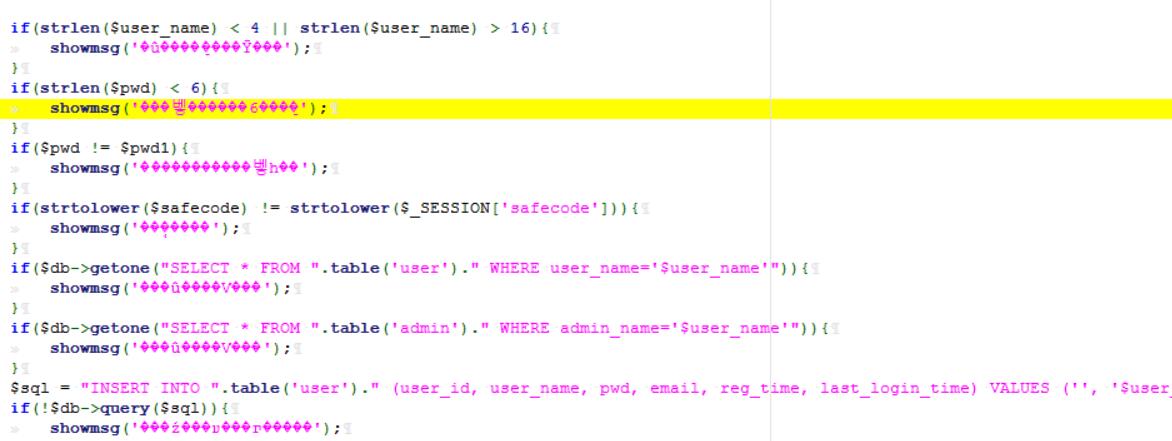 if(strlen($user_name) < 4 || strlen($user_name) > 16){
showmsg('�û��������Ȳ���');
}
if(strlen($pwd) < 6){
showmsg('���벻������6���');
}
if($pwd != $pwd1){
showmsg('����������벻һ��');
}
if(strtolower($safecode) != strtolower($_SESSION['safecode'])){
showmsg('�������');
}
if($db->getone("SELECT * FROM ".table('user')." WHERE user_name='$user_name'")){
showmsg('���û����Ѵ���');
}
if($db->getone("SELECT * FROM ".table('admin')." WHERE admin_name='$user_name'")){
showmsg('���û����Ѵ���');
}
$sql = "INSERT INTO ".table('user')." (user_id, user_name, pwd, email, reg_time, last_login_time) VALUES ('', '$user_
if(!$db->query($sql)){
showmsg('